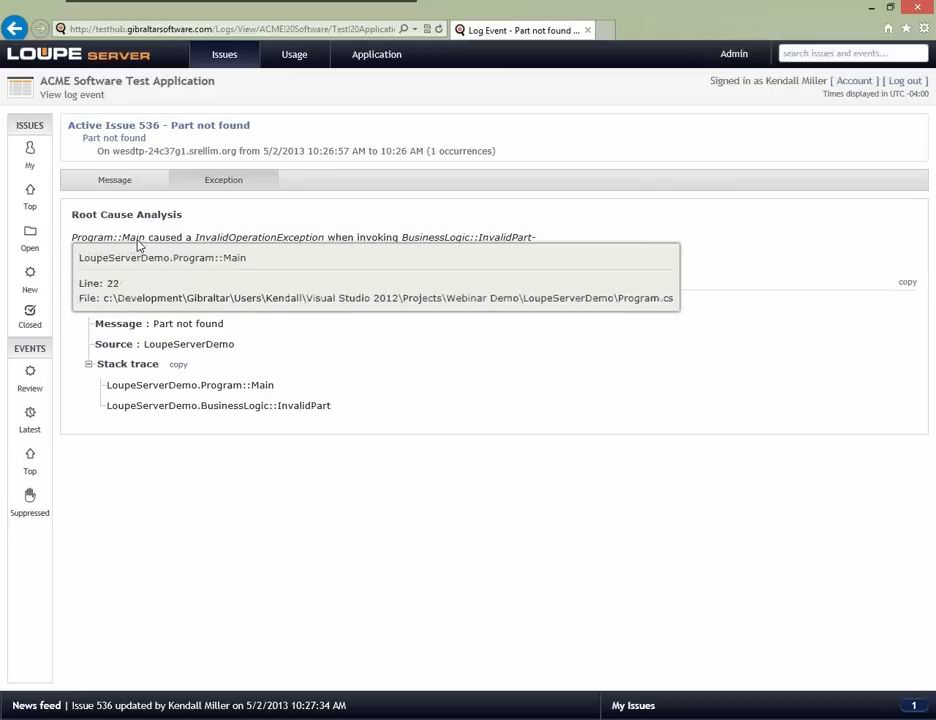 http://testhub.gibraltarsoftware.com/Logs/View/ACME%20Software/Test%20Applicati
Log Event - Part not found ...
LOUPE SERVER
Issues
Usage
Application
Admin
search issues and events...
ACME Software Test Application
View log event
Signed in as Kendall Miller [ Account ] [ Log out ]
Times displayed in UTC -04:00
ISSUES
My
Top
Open
New
Closed
EVENTS
Review
Latest
Top
Suppressed
Active Issue 536 - Part not found
Part not found
On wesdtp-24c37g1.srellim.org from 5/2/2013 10:26:57 AM to 10:26 AM (1 occurrences)
Message
Exception
Root Cause Analysis
Program::Main caused a InvalidOperationException when invoking BusinessLogic::InvalidPart-
LoupeServerDemo.Program::Main
Line: 22
File: c:\Development\Gibraltar\Users\Kendall\Visual Studio 2012\Projects\Webinar Demo\LoupeServerDemo\Program.cs
copy
Message : Part not found
Source : LoupeServerDemo
Stack trace copy
LoupeServerDemo.Program::Main
LoupeServerDemo.BusinessLogic::InvalidPart
News feed | Issue 536 updated by Kendall Miller on 5/2/2013 10:27:34 AM
My Issues
1